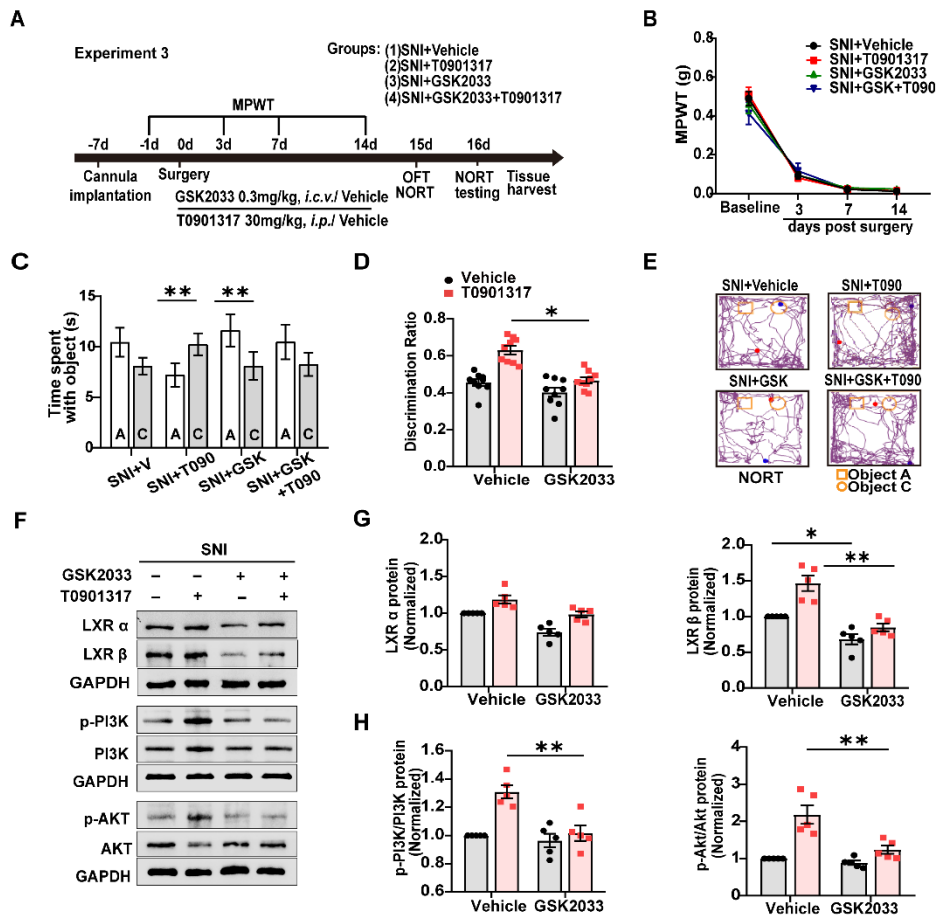 A
Experiment 3
Groups: (1)SNI+Vehicle
(2)SNI+T0901317
(3)SNI+GSK2033
(4)SNI+GSK2033+T0901317
MPWT
-7d -1d 0d 3d 7d 14d 15d 16d
Cannula implantation
Surgery
OFT NORT
NORT testing
Tissue harvest
GSK2033 0.3mg/kg, i.c.v./ Vehicle
T0901317 30mg/kg, i.p./ Vehicle
B
SNI+Vehicle
SNI+T0901317
SNI+GSK2033
SNI+GSK+T090
MPWT (g)
0.8
0.6
0.4
0.2
0.0
Baseline 3 7 14
days post surgery
C
Time spent with object (s)
15
10
5
0
** **
A C A C A C A C
SNI+V
SNI+T090
SNI+GSK
SNI+GSK +T090
D
Vehicle
T0901317
*
Discrimination Ratio
0.8
0.6
0.4
0.2
Vehicle GSK2033
E
SNI+Vehicle SNI+T090
SNI+GSK SNI+GSK+T090
NORT
Object A
Object C
F
SNI
GSK2033 – – + +
T0901317 – + – +
LXR α
LXR β
GAPDH
p-PI3K
PI3K
GAPDH
p-AKT
AKT
GAPDH
G
LXR α protein (Normalized)
2.0
1.5
1.0
0.5
0.0
Vehicle GSK2033
LXR β protein (Normalized)
2.0
1.5
1.0
0.5
0.0
*
**
Vehicle GSK2033
H
p-PI3K/PI3K protein (Normalized)
1.6
1.4
1.2
1.0
0.8
0.6
**
Vehicle GSK2033
p-Akt/Akt protein (Normalized)
4
3
2
1
0
**
Vehicle GSK2033